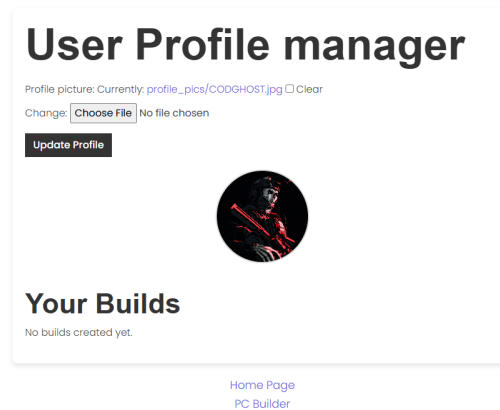 User Profile manager
Profile picture: Currently: profile_pics/CODGHOST.jpg Clear
Change: Choose File No file chosen
Update Profile
Your Builds
No builds created yet.
Home Page
PC Builder